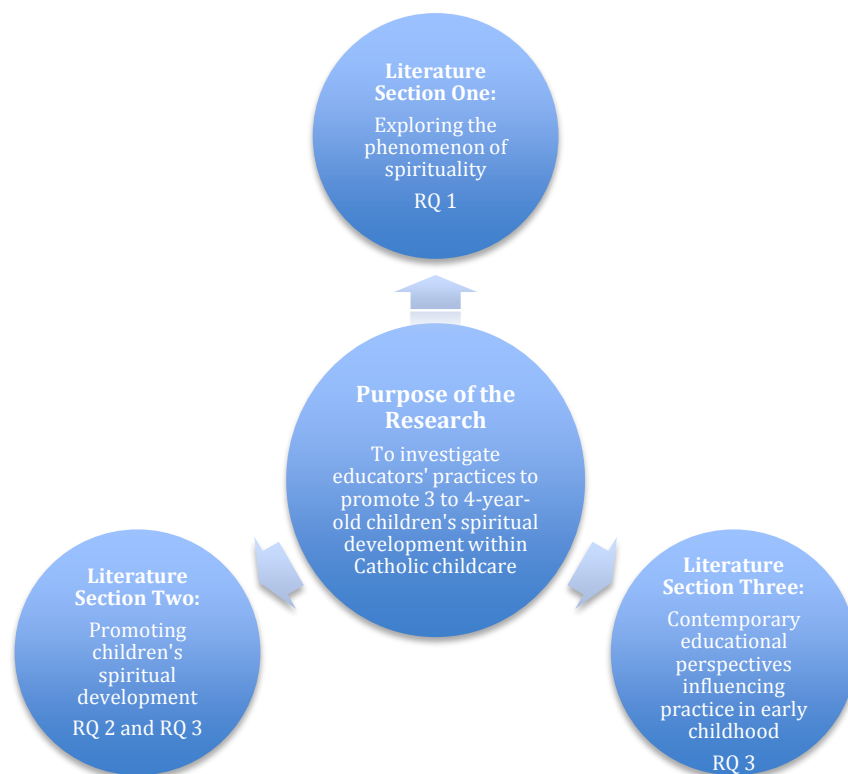 Literature
Section One:
Exploring the
phenomenon of
spirituality
RQ 1
Purpose of the
Research
To investigate
educators' practices to
promote 3 to 4-year-
old children's spiritual
development within
Catholic childcare
Literature
Section Two:
Promoting
children's
spiritual
development
RQ 2 and RQ 3
Literature
Section Three:
Contemporary
educational
perspectives
influencing
practice in early
childhood
RQ 3